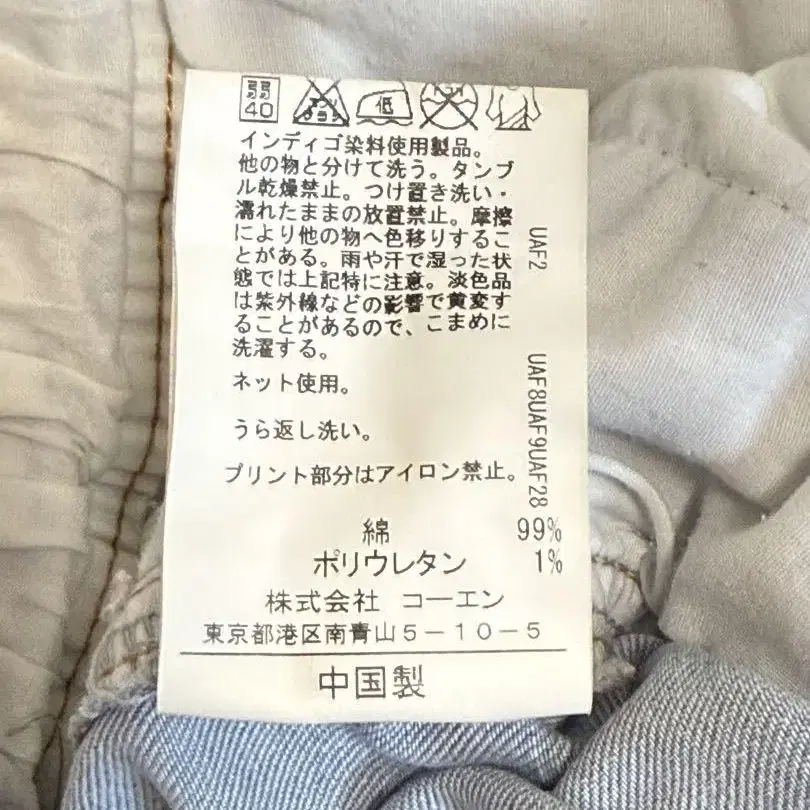 弱
40
低
インディゴ染料使用製品。
他の物と分けて洗う。タンブ
ル乾燥禁止。つけ置き洗い・
濡れたままの放置禁止。摩擦
により他の物へ色移りするこ
とがある。雨や汗で湿った状
態では上記特に注意。淡色品
は紫外線などの影響で黄変す
ることがあるので、こまめに
洗濯する。
ネット使用。
うら返し洗い。
プリント部分はアイロン禁止。
UAF2
UAF8UAF9UAF28
綿 99%
ポリウレタン 1%
株式会社 コーエン
東京都港区南青山5-10-5
中国製